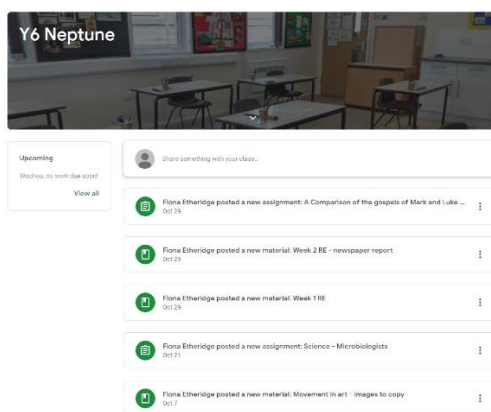 Y6 Neptune
Upcoming
Woohoo, no work due soon!
View all
Share something with your class...
Fiona Etheridge posted a new assignment: A Comparison of the gospels of Mark and Luke ...
Oct 29
Fiona Etheridge posted a new material: Week 2 RE - newspaper report
Oct 29
Fiona Etheridge posted a new material: Week 1 RE
Oct 29
Fiona Etheridge posted a new assignment: Science - Microbiologists
Oct 21
Fiona Etheridge posted a new material: Movement in art - images to copy
Oct 7